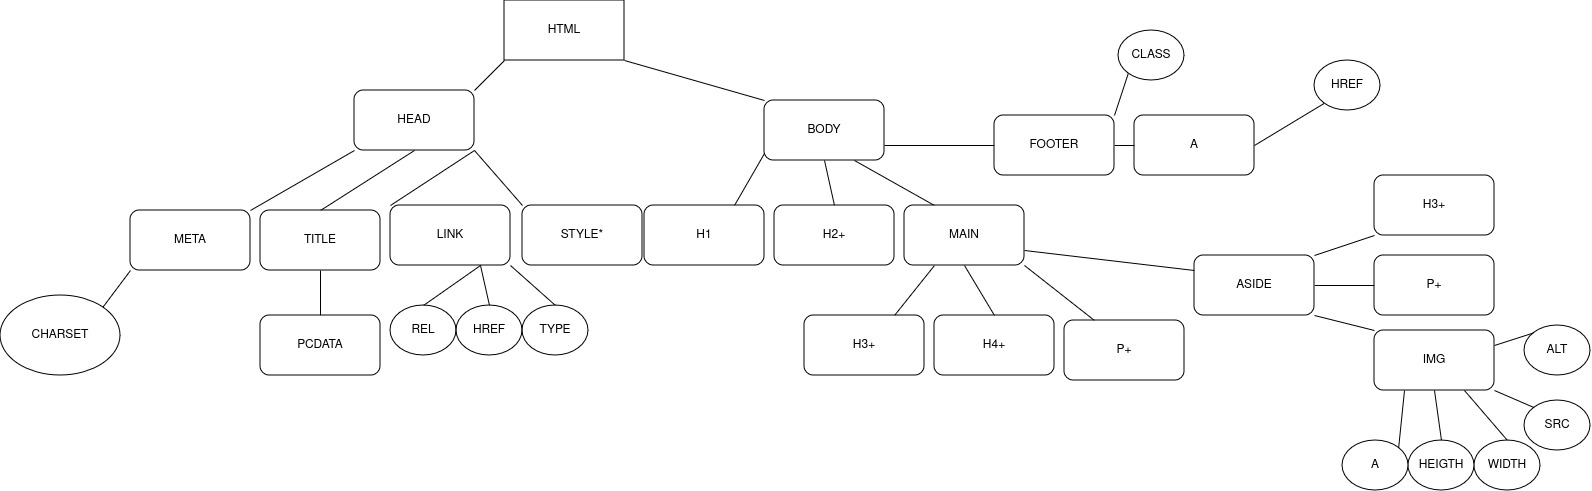 HTML
CLASS
HREF
HEAD
BODY
FOOTER
A
H3+
META
TITLE
LINK
STYLE*
H1
H2+
MAIN
ASIDE
P+
CHARSET
PCDATA
REL
HREF
TYPE
H3+
H4+
P+
IMG
ALT
SRC
A
HEIGTH
WIDTH